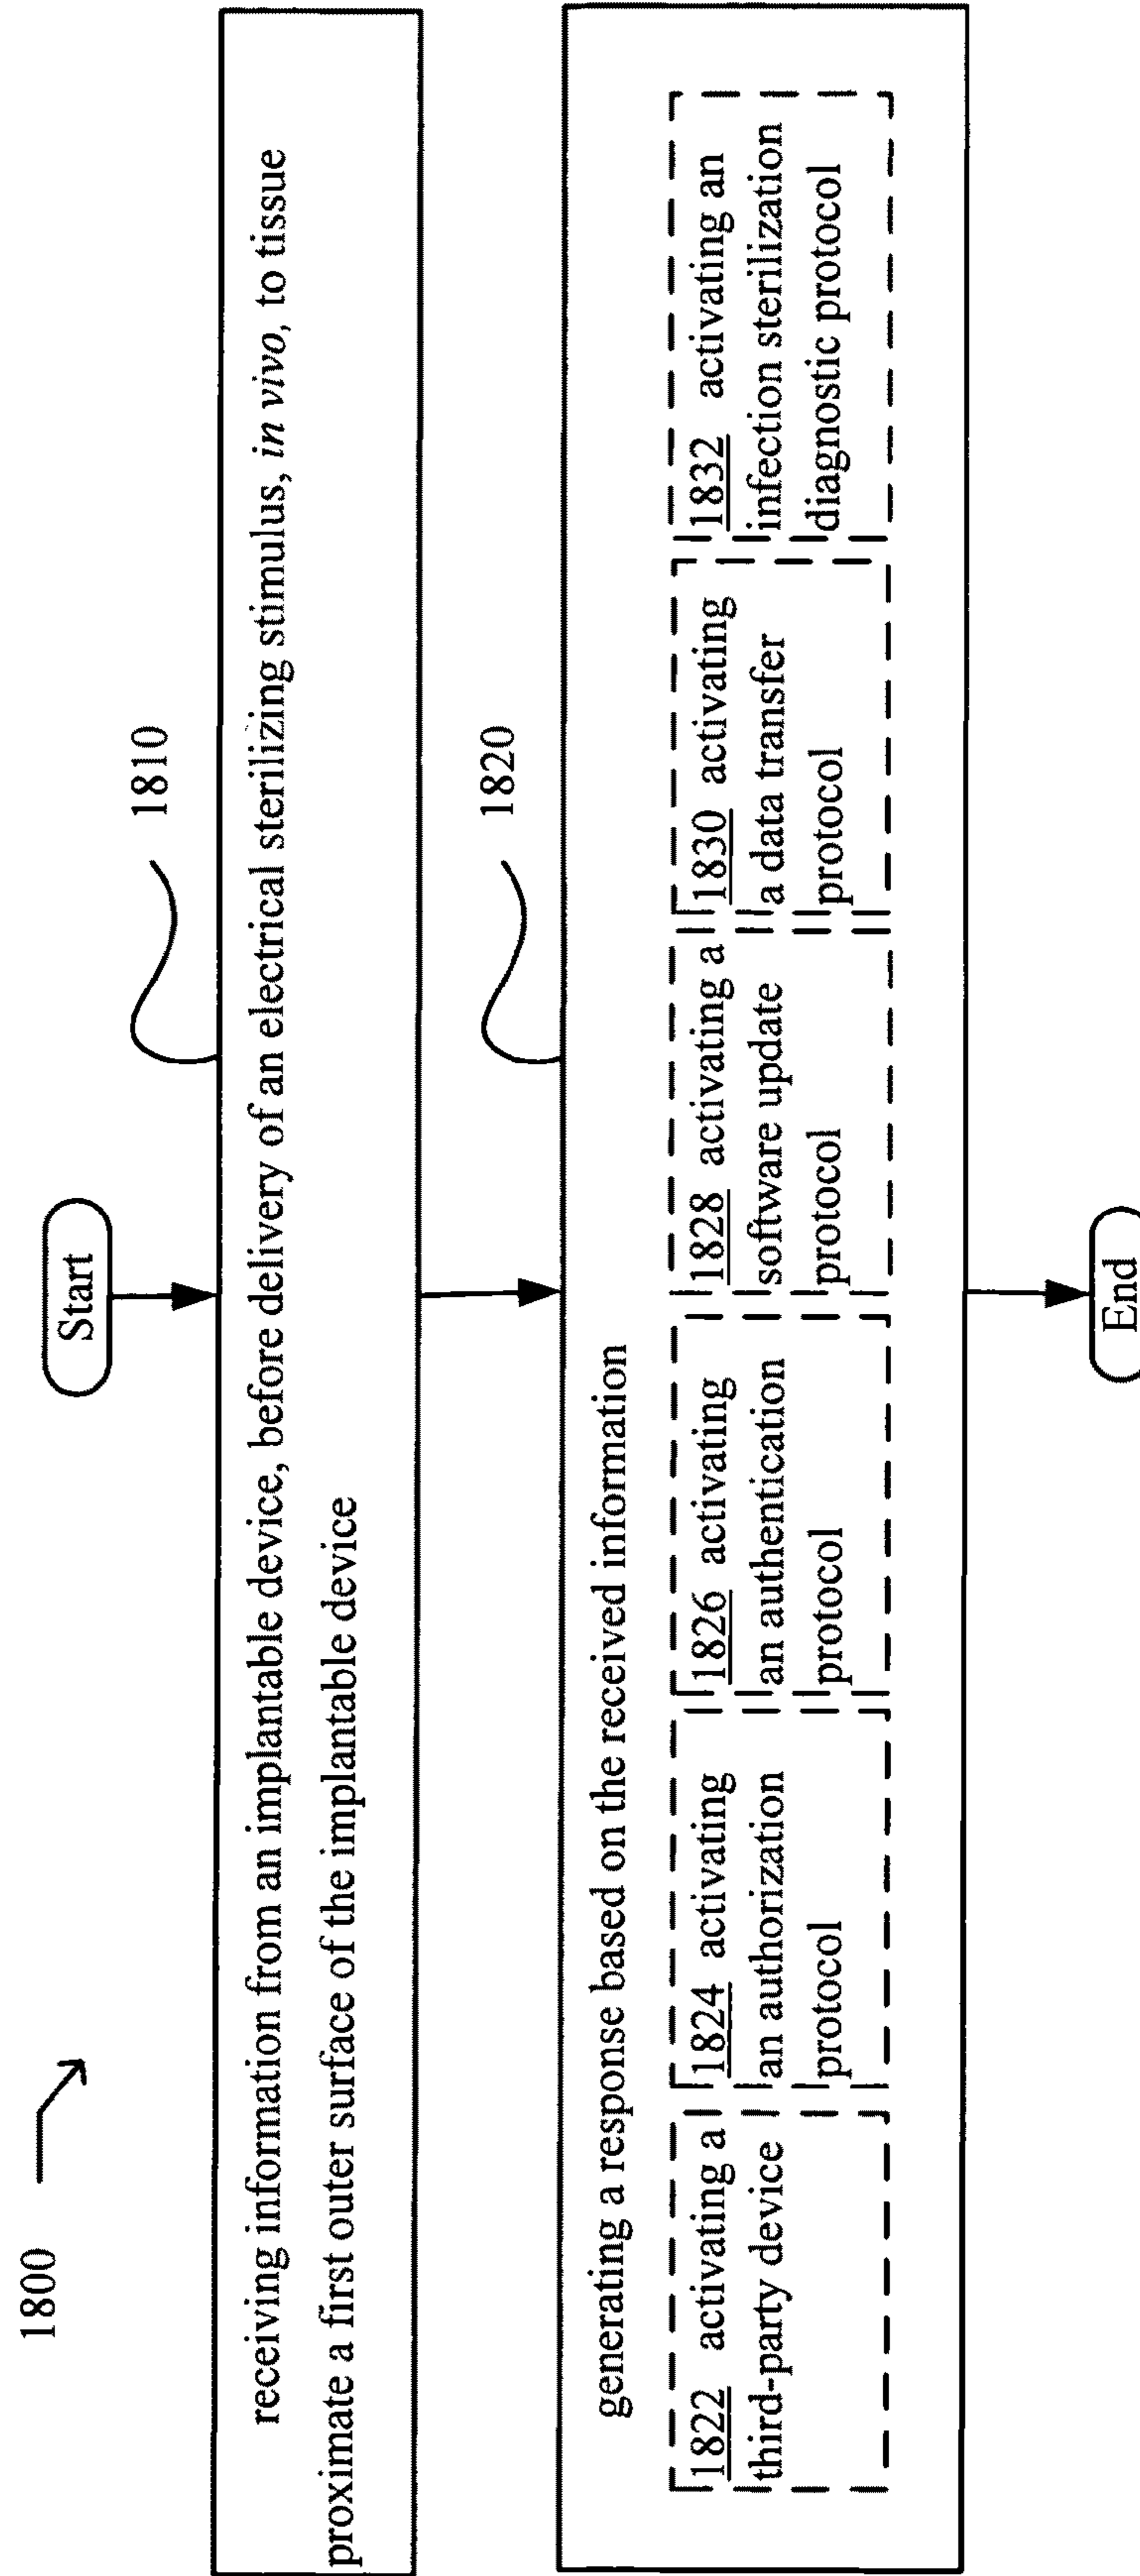 1800
Start
1810
receiving information from an implantable device, before delivery of an electrical sterilizing stimulus, in vivo, to tissue
proximate a first outer surface of the implantable device
1820
generating a response based on the received information
1822 activating a
third-party device
1824 activating
an authorization
protocol
1826 activating
an authentication
protocol
1828 activating a
software update
protocol
1830 activating
a data transfer
protocol
1832 activating an
infection sterilization
diagnostic protocol
End